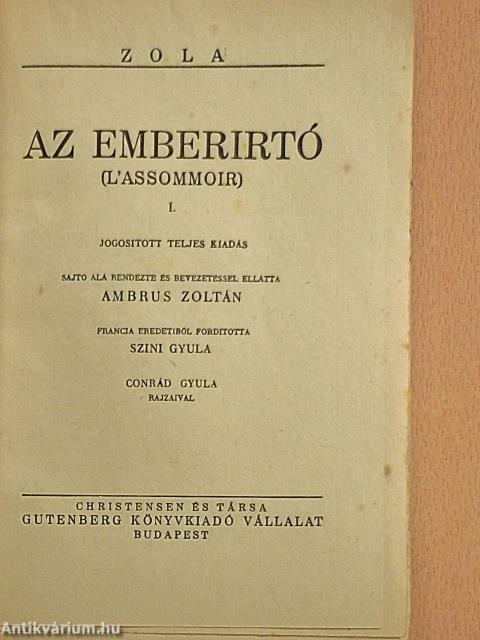 ZOLA
AZ EMBERIRTÓ
(L'ASSOMMOIR)
I.
JOGOSITOTT TELJES KIADÁS
SAJTO ALÁ RENDEZTE ÉS BEVEZETÉSSEL ELLÁTTA
AMBRUS ZOLTÁN
FRANCIA EREDETIBŐL FORDITOTTA
SZINI GYULA
CONRÁD GYULA
RAJZAIVAL
CHRISTENSEN ÉS TÁRSA
GUTENBERG KÖNYVKIADÓ VÁLLALAT
BUDAPEST
Antikvárium.hu